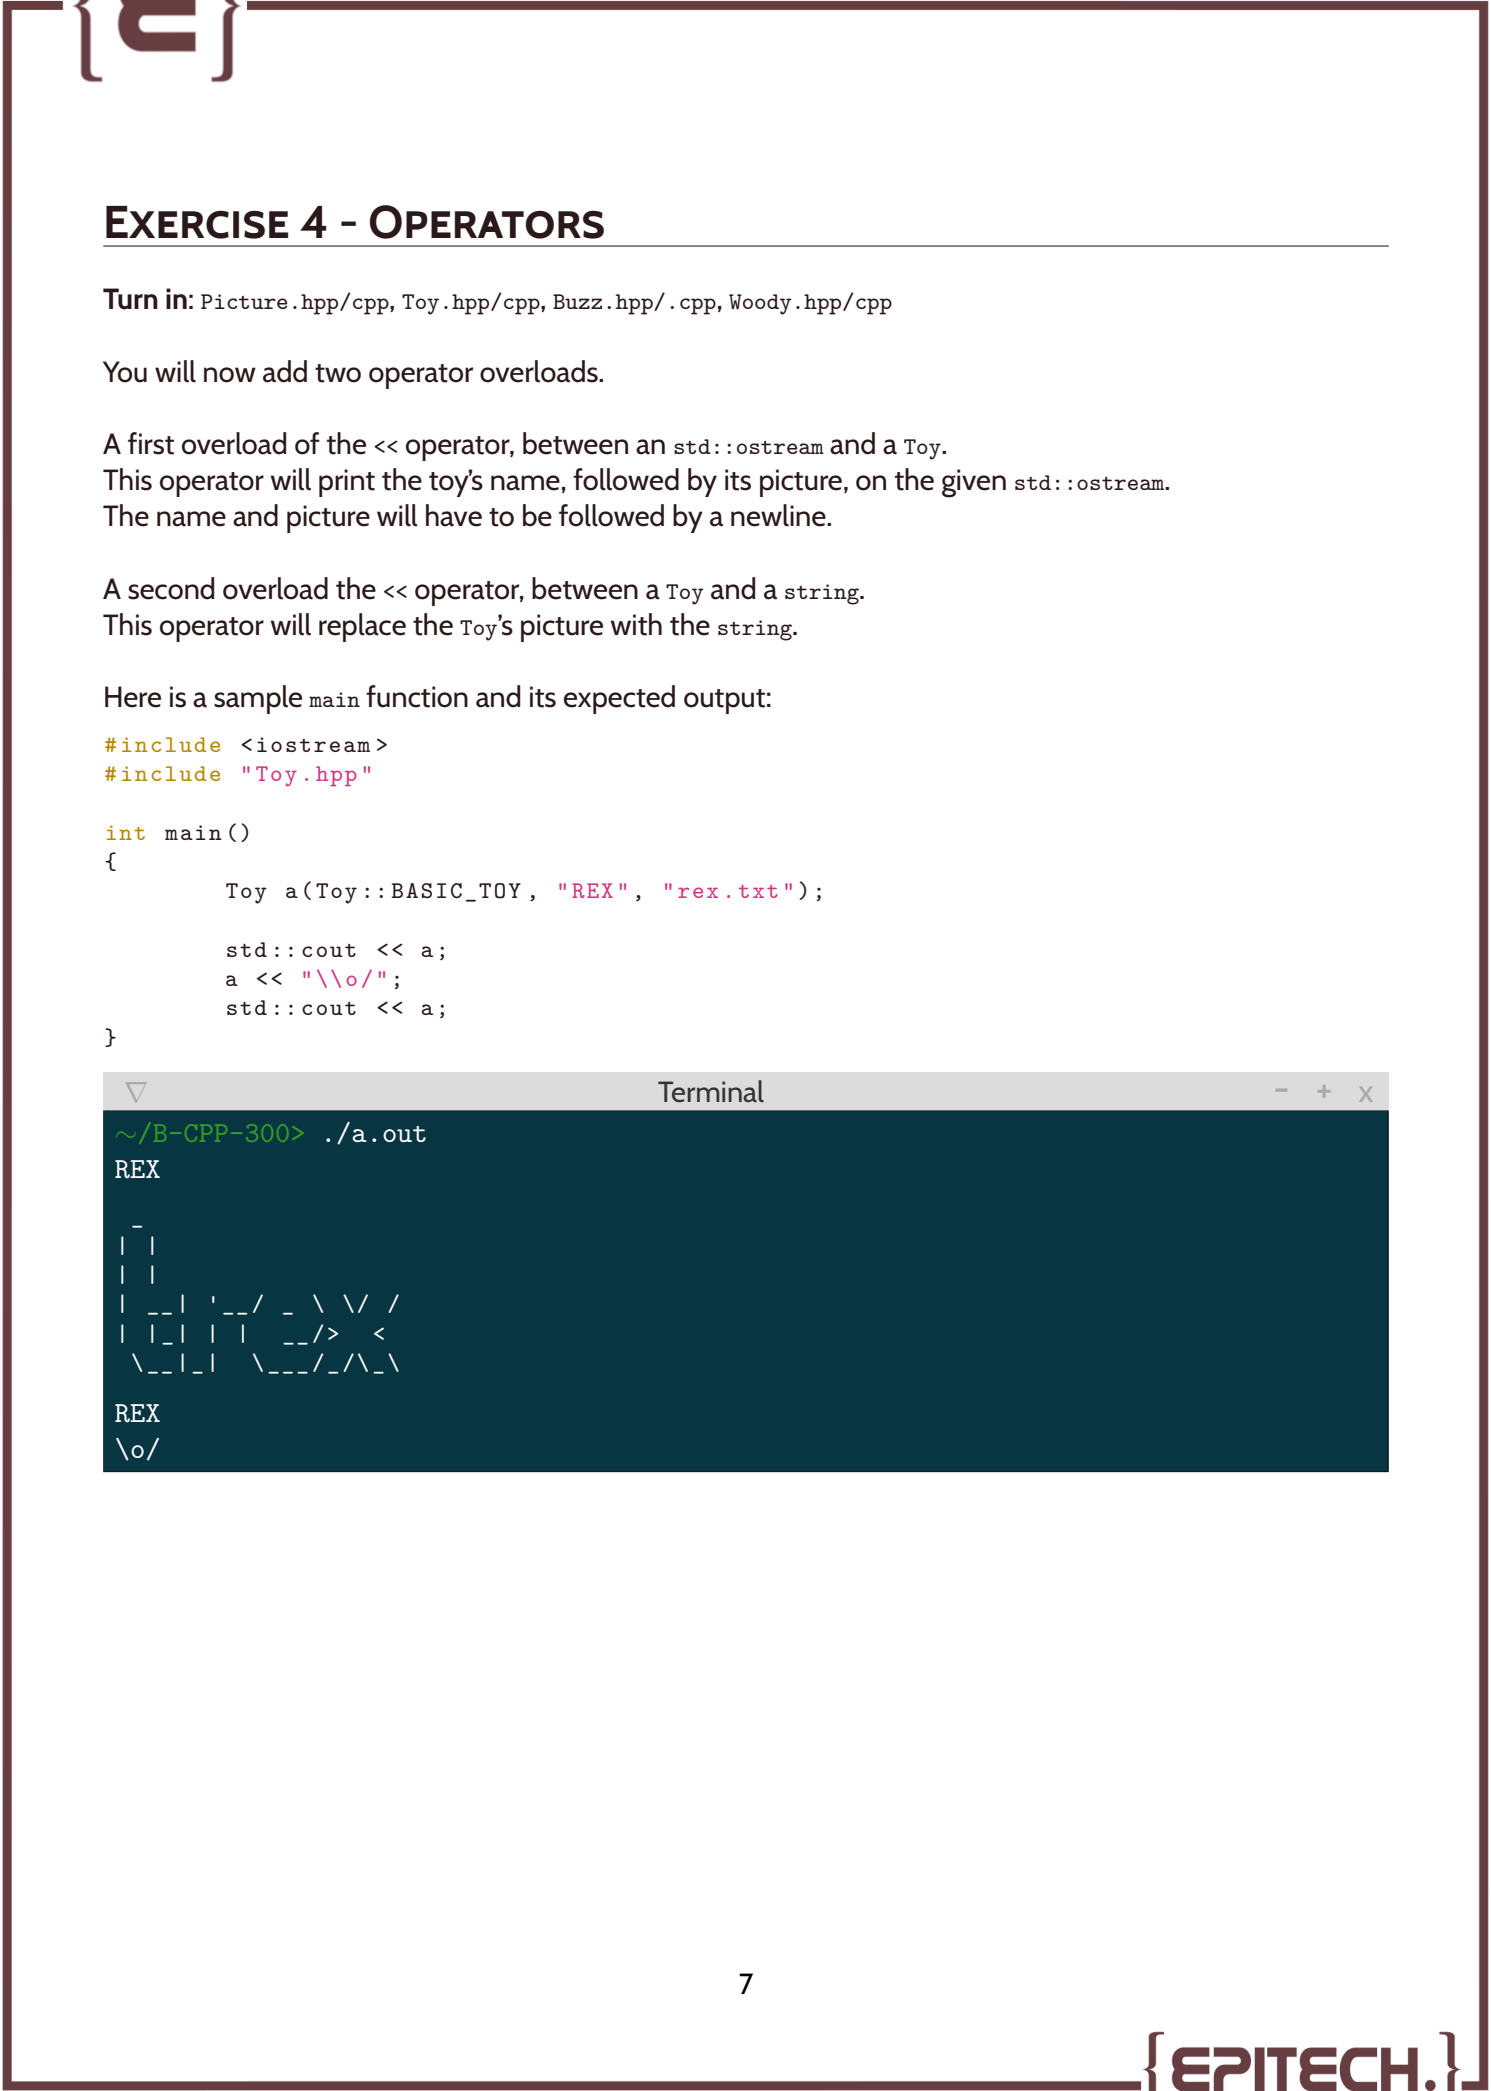 EXERCISE 4 - OPERATORS
Turn in: Picture.hpp/cpp, Toy.hpp/cpp, Buzz.hpp/.cpp, Woody.hpp/cpp
You will now add two operator overloads.
A first overload of the << operator, between an std::ostream and a Toy.
This operator will print the toy's name, followed by its picture, on the given std::ostream.
The name and picture will have to be followed by a newline.
A second overload the << operator, between a Toy and a string.
This operator will replace the Toy's picture with the string.
Here is a sample main function and its expected output:
#include <iostream>
#include "Toy.hpp"
int main()
{
        Toy a(Toy::BASIC_TOY, "REX", "rex.txt");
        std::cout << a;
        a << "\\o/";
        std::cout << a;
}
▽ Terminal - + x
~/B-CPP-300> ./a.out
REX
 _
| |
| |
| __| '__/ _ \ \/ /
| |_| | |  __/>  <
 \__|_|  \___/_/\_\
REX
\o/
7
{EPITECH.}